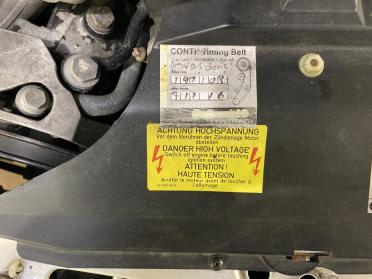 CONTI® Timing Belt
ACHTUNG HOCHSPANNUNG
Vor dem Berühren der Zündanlage Motor
abstellen
DANGER HIGH VOLTAGE
Switch off engine before touching
ignition system
ATTENTION!
HAUTE TENSION
Arrêter le moteur avant de toucher à
l'allumage